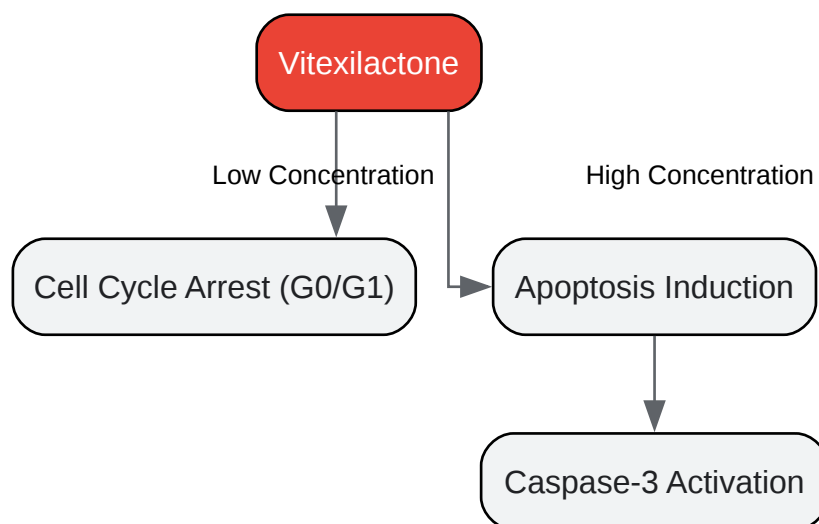 Vitexilactone
Low Concentration
High Concentration
Cell Cycle Arrest (G0/G1)
Apoptosis Induction
Caspase-3 Activation